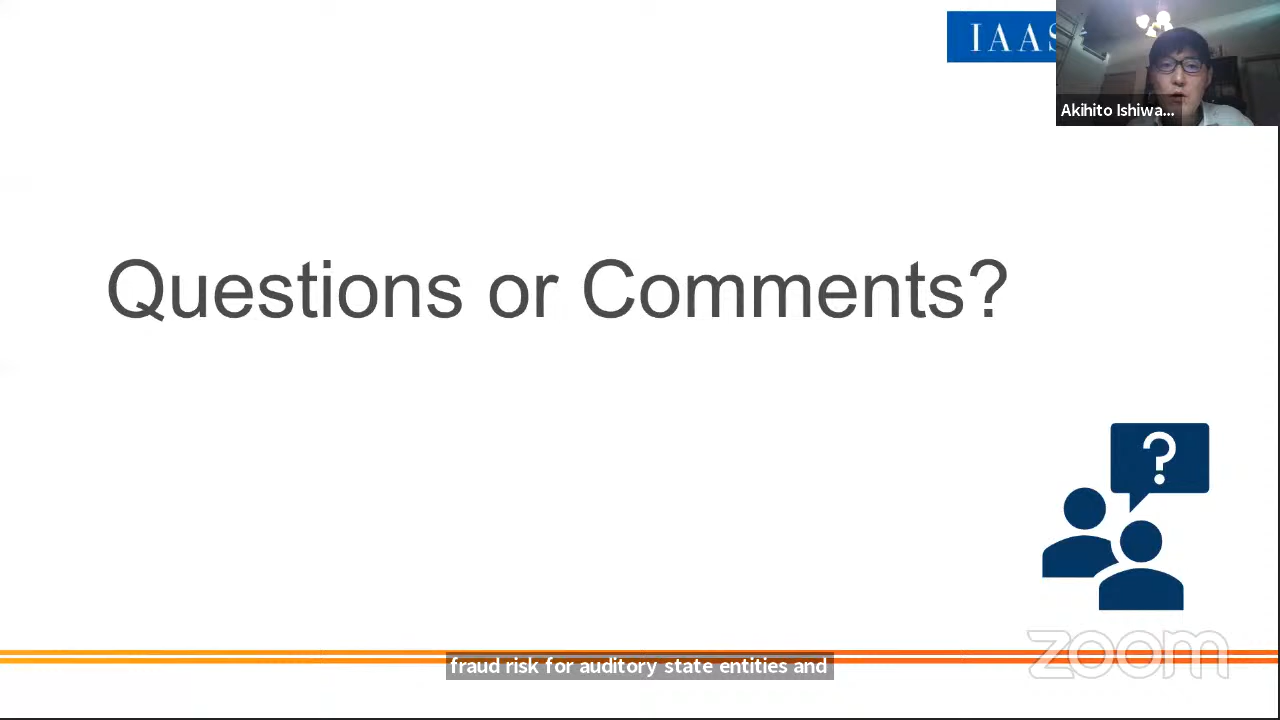 IAAS
Akihito Ishiwa...
Questions or Comments?
?
zoom
fraud risk for auditory state entities and